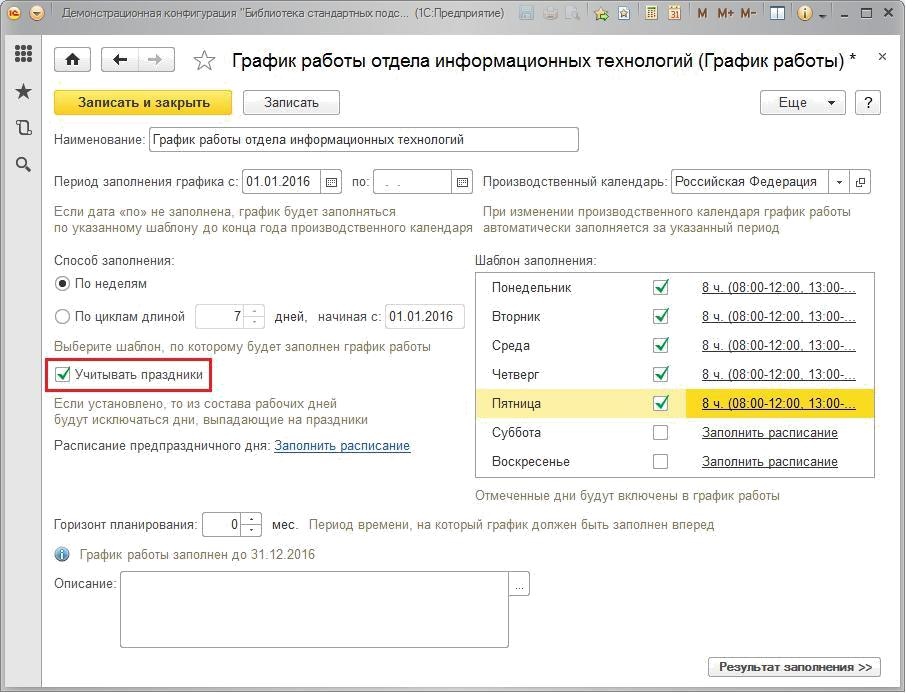 Демонстрационная конфигурация "Библиотека стандартных подс... (1С:Предприятие)
M M+ M-
График работы отдела информационных технологий (График работы) *
Записать и закрыть Записать Еще ?
Наименование: График работы отдела информационных технологий
Период заполнения графика с: 01.01.2016 по: . . Производственный календарь: Российская Федерация
Если дата «по» не заполнена, график будет заполняться
по указанному шаблону до конца года производственного календаря
При изменении производственного календаря график работы
автоматически заполняется за указанный период
Способ заполнения:
По неделям
По циклам длиной 7 дней, начиная с: 01.01.2016
Выберите шаблон, по которому будет заполнен график работы
Учитывать праздники
Если установлено, то из состава рабочих дней
будут исключаться дни, выпадающие на праздники
Расписание предпраздничного дня: Заполнить расписание
Шаблон заполнения:
Понедельник 8 ч. (08:00-12:00, 13:00-...
Вторник 8 ч. (08:00-12:00, 13:00-...
Среда 8 ч. (08:00-12:00, 13:00-...
Четверг 8 ч. (08:00-12:00, 13:00-...
Пятница 8 ч. (08:00-12:00, 13:00-...
Суббота Заполнить расписание
Воскресенье Заполнить расписание
Отмеченные дни будут включены в график работы
Горизонт планирования: 0 мес. Период времени, на который график должен быть заполнен вперед
График работы заполнен до 31.12.2016
Описание: ...
Результат заполнения >>